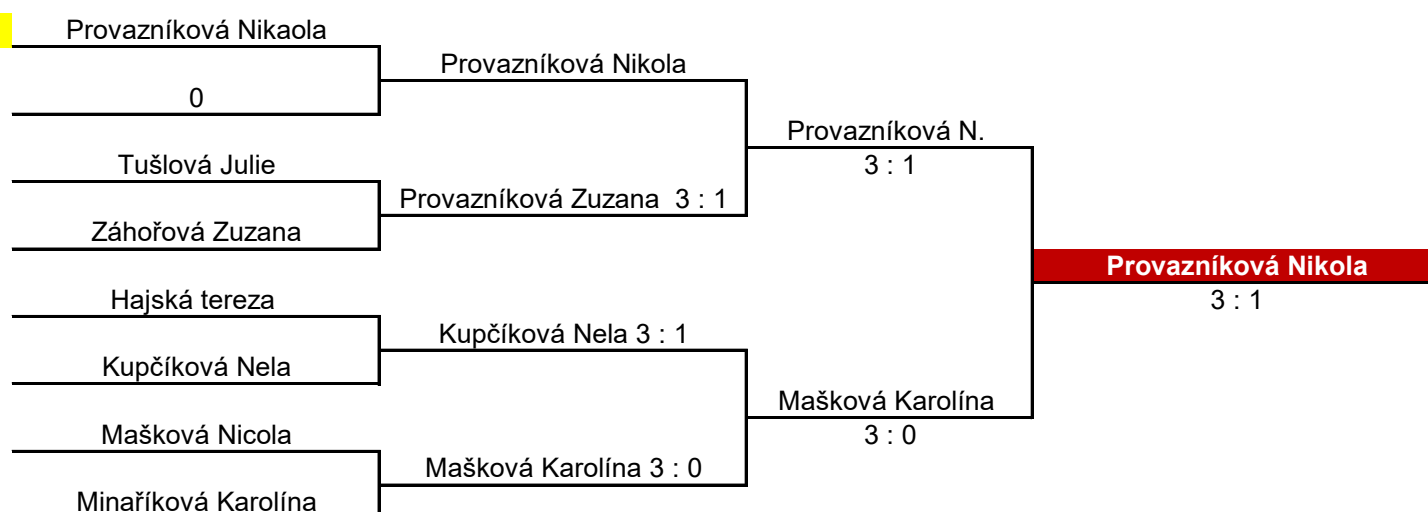 Provazníková Nikaola
Provazníková Nikola
0
Provazníková N.
Tušlová Julie
3 : 1
Provazníková Zuzana 3 : 1
Záhořová Zuzana
Provazníková Nikola
Hajská tereza
3 : 1
Kupčíková Nela 3 : 1
Kupčíková Nela
Mašková Karolína
Mašková Nicola
3 : 0
Mašková Karolína 3 : 0
Minaříková Karolína